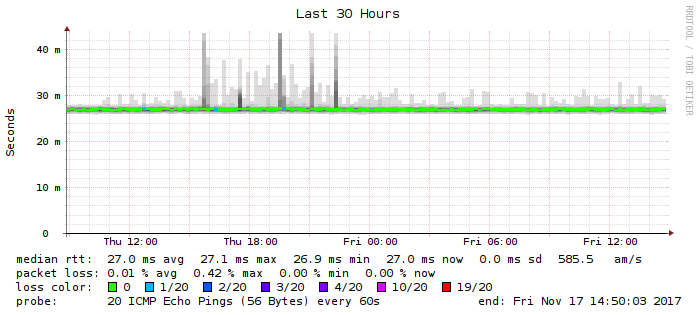 Last 30 Hours
RRDTOOL / TOBI OETIKER
Seconds
40 m
30 m
20 m
10 m
0
Thu 12:00 Thu 18:00 Fri 00:00 Fri 06:00 Fri 12:00
median rtt: 27.0 ms avg 27.1 ms max 26.9 ms min 27.0 ms now 0.0 ms sd 585.5 am/s
packet loss: 0.01 % avg 0.42 % max 0.00 % min 0.00 % now
loss color: 0 1/20 2/20 3/20 4/20 10/20 19/20
probe: 20 ICMP Echo Pings (56 Bytes) every 60s end: Fri Nov 17 14:50:03 2017